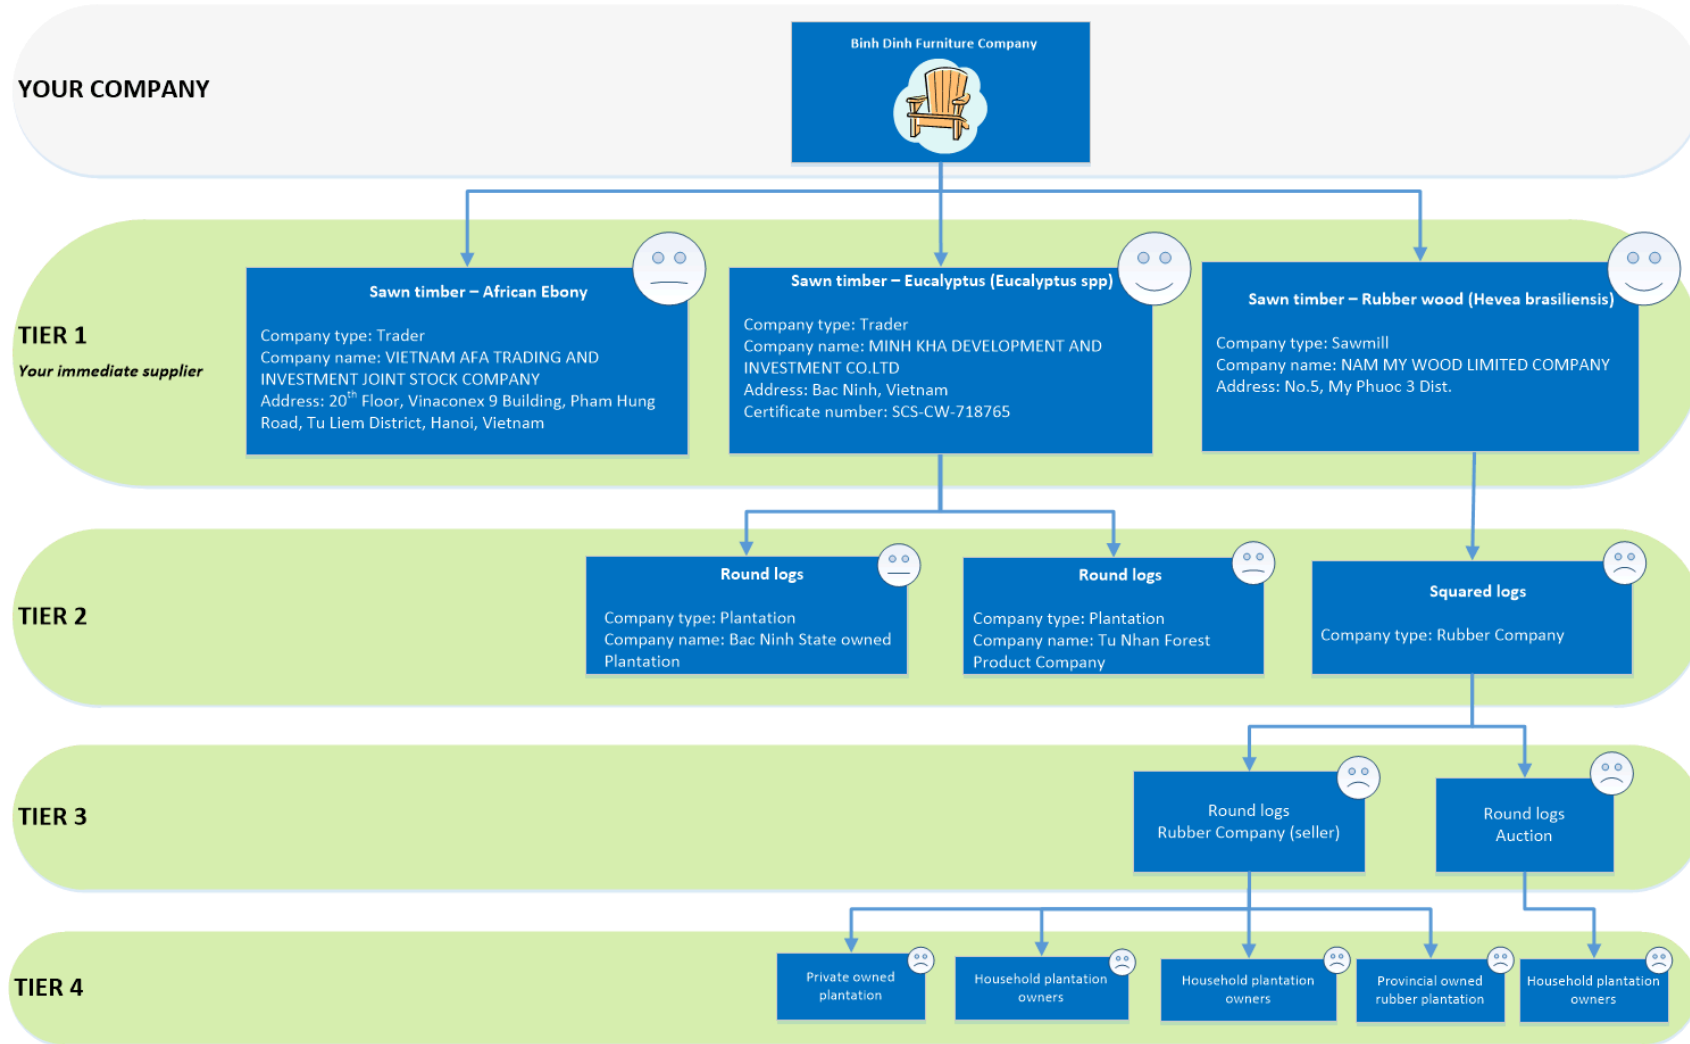 Binh Dinh Furniture Company
YOUR COMPANY
TIER 1
Your immediate supplier
Sawn timber – African Ebony
Company type: Trader
Company name: VIETNAM AFA TRADING AND
INVESTMENT JOINT STOCK COMPANY
Address: 20th Floor, Vinaconex 9 Building, Pham Hung
Road, Tu Liem District, Hanoi, Vietnam
Sawn timber – Eucalyptus (Eucalyptus spp)
Company type: Trader
Company name: MINH KHA DEVELOPMENT AND
INVESTMENT CO.LTD
Address: Bac Ninh, Vietnam
Certificate number: SCS-CW-718765
Sawn timber – Rubber wood (Hevea brasiliensis)
Company type: Sawmill
Company name: NAM MY WOOD LIMITED COMPANY
Address: No.5, My Phuoc 3 Dist.
TIER 2
Round logs
Company type: Plantation
Company name: Bac Ninh State owned
Plantation
Round logs
Company type: Plantation
Company name: Tu Nhan Forest
Product Company
Squared logs
Company type: Rubber Company
TIER 3
Round logs
Rubber Company (seller)
Round logs
Auction
TIER 4
Private owned
plantation
Household plantation
owners
Household plantation
owners
Provincial owned
rubber plantation
Household plantation
owners